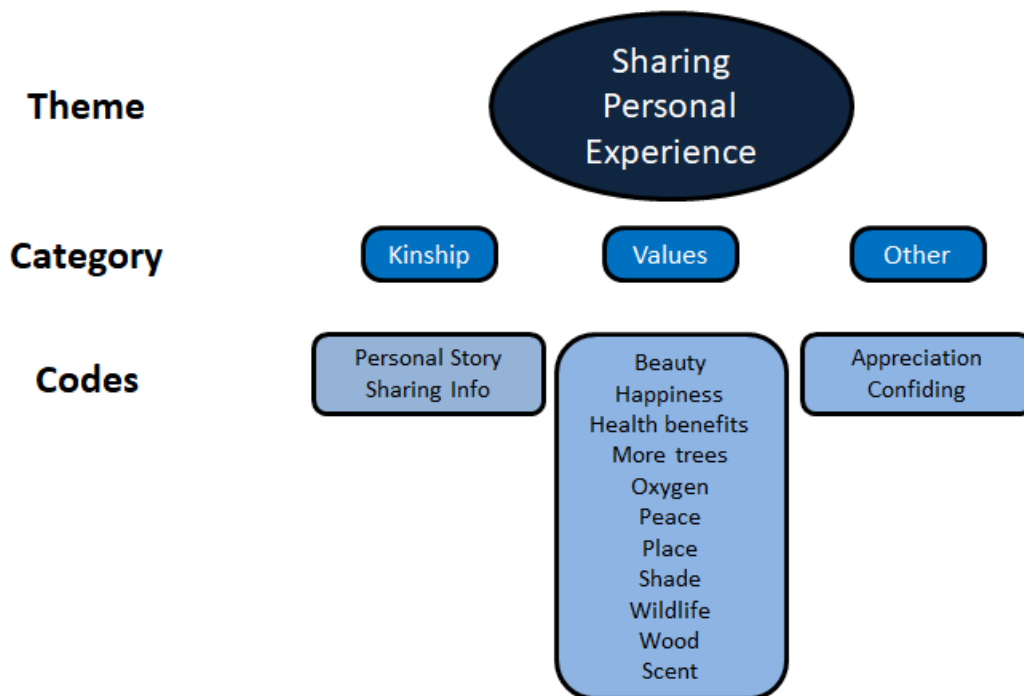 Theme
Sharing
Personal
Experience
Category
Kinship
Values
Other
Codes
Personal Story
Sharing Info
Beauty
Happiness
Health benefits
More trees
Oxygen
Peace
Place
Shade
Wildlife
Wood
Scent
Appreciation
Confiding